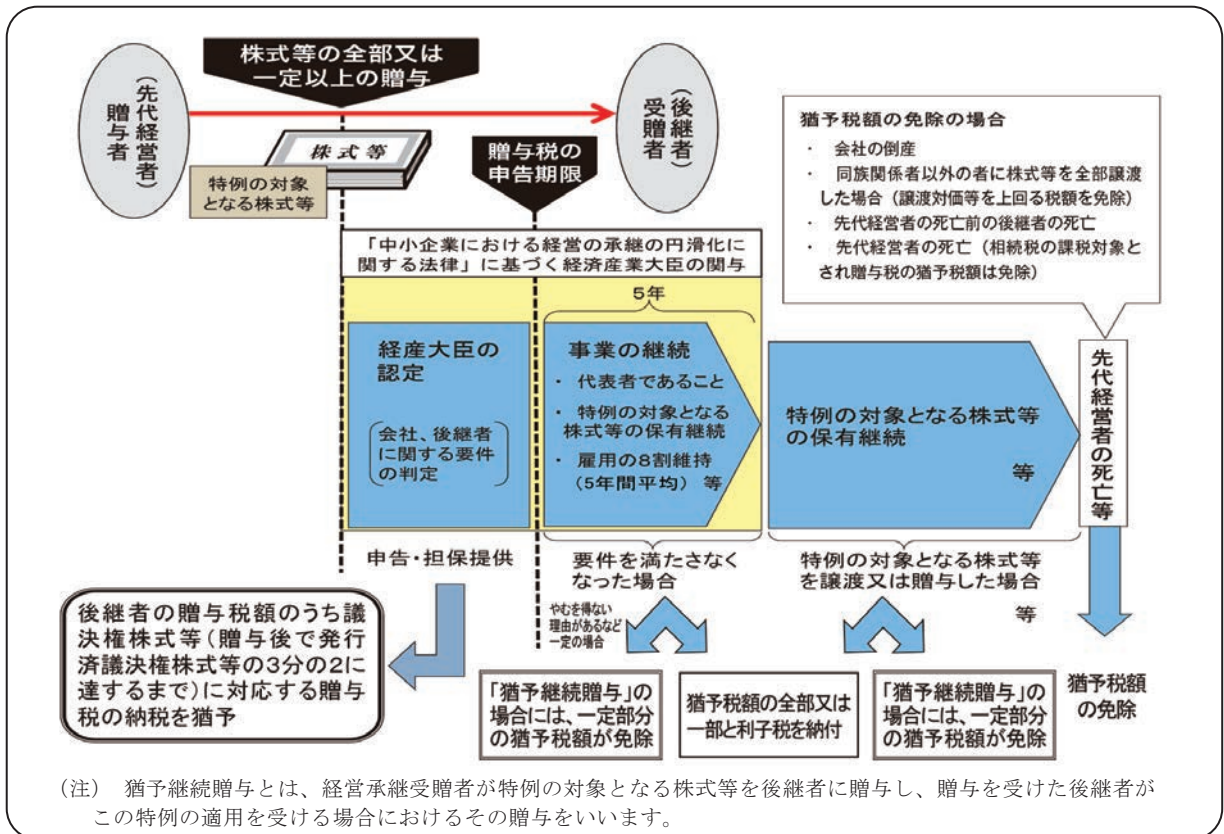 株式等の全部又は
一定以上の贈与
(先代経営者)
贈与者
(後継者)
受贈者
株式等
特例の対象
となる株式等
贈与税の
申告期限
猶予税額の免除の場合
・ 会社の倒産
・ 同族関係者以外の者に株式等を全部譲渡
した場合(譲渡対価等を上回る税額を免除)
・ 先代経営者の死亡前の後継者の死亡
・ 先代経営者の死亡(相続税の課税対象と
され贈与税の猶予税額は免除)
「中小企業における経営の承継の円滑化に
関する法律」に基づく経済産業大臣の関与
5年
経産大臣の
認定
会社、後継者
に関する要件
の判定
事業の継続
・ 代表者であること
・ 特例の対象となる
株式等の保有継続
・ 雇用の8割維持
(5年間平均) 等
特例の対象となる株式等
の保有継続
等
先代経営者の死亡等
申告・担保提供
要件を満たさなく
なった場合
特例の対象となる株式等
を譲渡又は贈与した場合
等
やむを得ない
理由があるなど
一定の場合
後継者の贈与税額のうち議
決権株式等(贈与後で発行
済議決権株式等の3分の2に
達するまで)に対応する贈与
税の納税を猶予
「猶予継続贈与」の
場合には、一定部分
の猶予税額が免除
猶予税額の全部又は
一部と利子税を納付
「猶予継続贈与」の
場合には、一定部分
の猶予税額が免除
猶予税額
の免除
(注) 猶予継続贈与とは、経営承継受贈者が特例の対象となる株式等を後継者に贈与し、贈与を受けた後継者が
この特例の適用を受ける場合におけるその贈与をいいます。